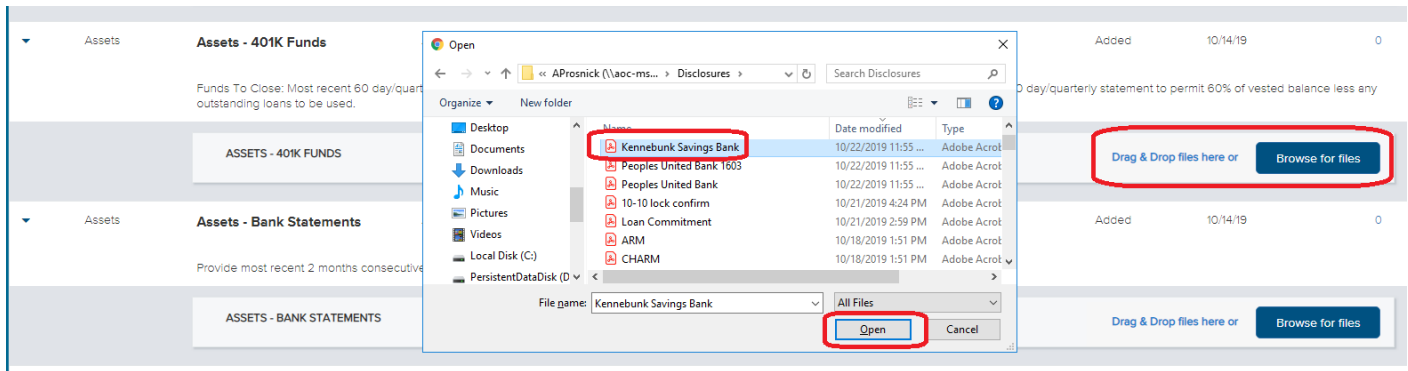 Assets
Assets - 401K Funds
Added
10/14/19
0
Funds To Close: Most recent 60 day/quart
0 day/quarterly statement to permit 60% of vested balance less any
outstanding loans to be used.
ASSETS - 401K FUNDS
Drag & Drop files here or
Browse for files
Assets
Assets - Bank Statements
Added
10/14/19
0
Provide most recent 2 months consecutive
ASSETS - BANK STATEMENTS
Drag & Drop files here or
Browse for files
Open
« AProsnick (\\aoc-ms... > Disclosures >
Search Disclosures
Organize
New folder
Desktop
Documents
Downloads
Music
Pictures
Videos
Local Disk (C:)
PersistentDataDisk (D
Name Date modified Type
Kennebunk Savings Bank 10/22/2019 11:55 ... Adobe Acrob
Peoples United Bank 1603 10/22/2019 11:55 ... Adobe Acrob
Peoples United Bank 10/22/2019 11:55 ... Adobe Acrob
10-10 lock confirm 10/21/2019 4:24 PM Adobe Acrob
Loan Commitment 10/21/2019 2:59 PM Adobe Acrob
ARM 10/18/2019 1:51 PM Adobe Acrob
CHARM 10/18/2019 1:51 PM Adobe Acrob
File name: Kennebunk Savings Bank
All Files
Open
Cancel